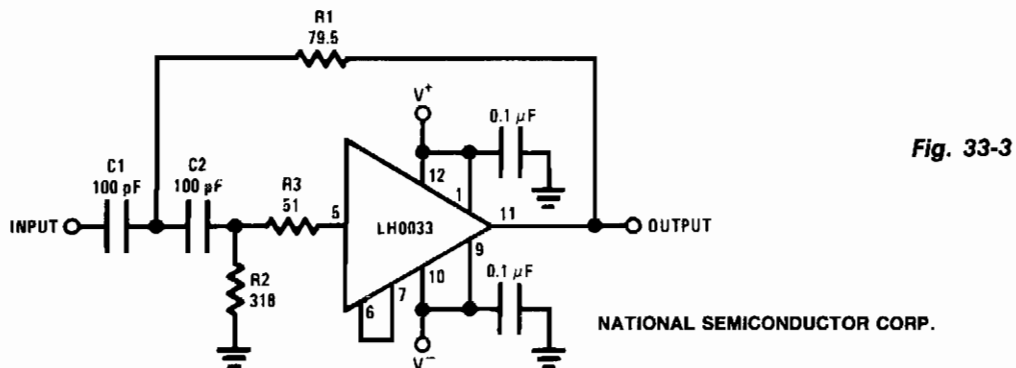 R1
79.5
V+
0.1 μF
Fig. 33-3
C1
100 pF
C2
100 pF
R3
51
12
1
INPUT
5
LH0033
11
OUTPUT
R2
318
6
7
10
9
0.1 μF
V−
NATIONAL SEMICONDUCTOR CORP.